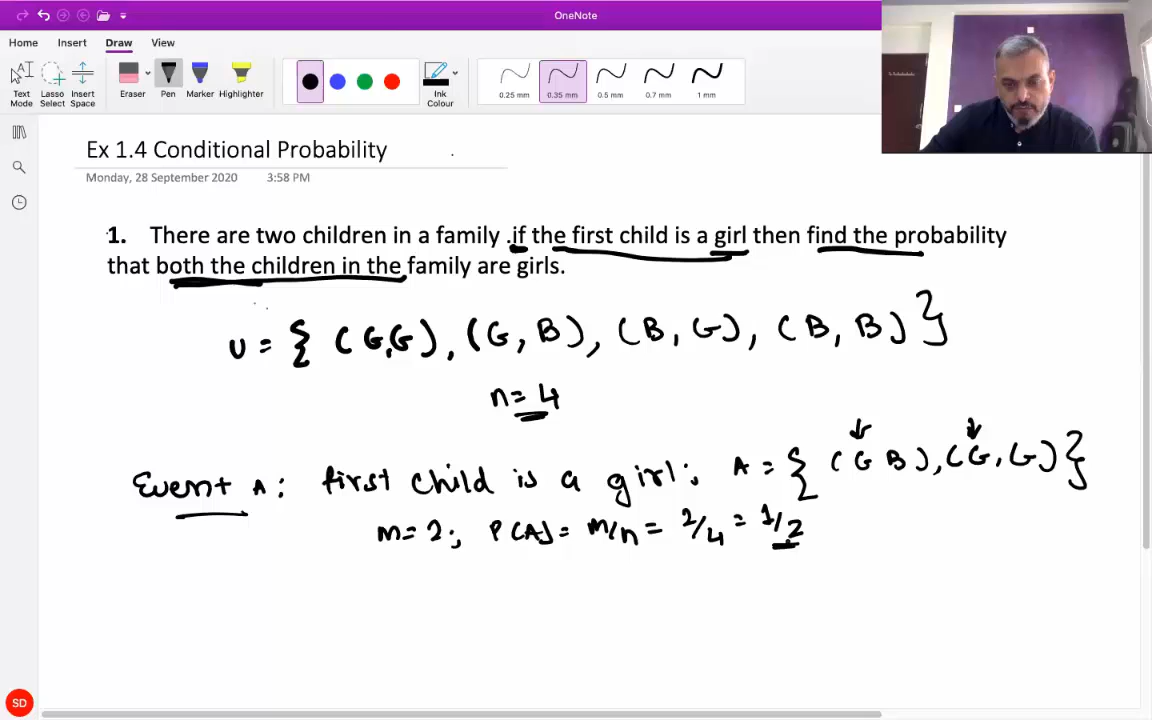 OneNote
Home Insert Draw View
Text Mode Lasso Select Insert Space Eraser Pen Marker Highlighter Ink Colour 0.25 mm 0.35 mm 0.5 mm 0.7 mm 1 mm
Ex 1.4 Conditional Probability
Monday, 28 September 2020 3:58 PM
1. There are two children in a family .if the first child is a girl then find the probability
that both the children in the family are girls.
U = { (G,G), (G, B), (B, G), (B, B) }
n = 4
Event A: first child is a girl; A = { (G B), (G, G) }
m = 2; P(A) = m/n = 2/4 = 1/2
SD